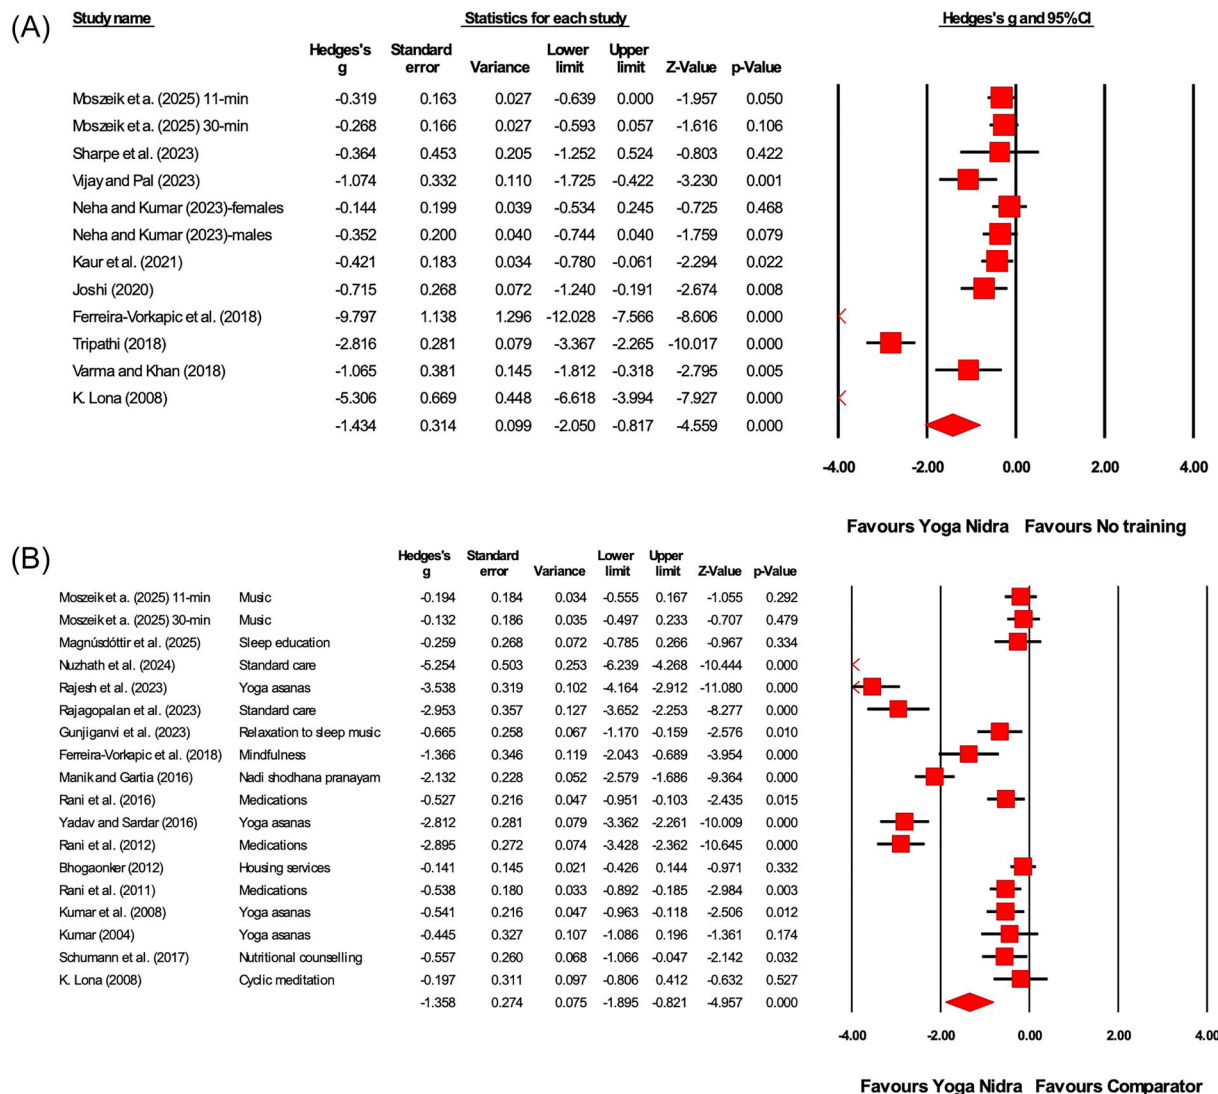 (A)
Study name Statistics for each study Hedges's g and 95%CI
Hedges's g Standard error Variance Lower limit Upper limit Z-Value p-Value
Moszeik et a. (2025) 11-min -0.319 0.163 0.027 -0.639 0.000 -1.957 0.050
Moszeik et a. (2025) 30-min -0.268 0.166 0.027 -0.593 0.057 -1.616 0.106
Sharpe et al. (2023) -0.364 0.453 0.205 -1.252 0.524 -0.803 0.422
Vijay and Pal (2023) -1.074 0.332 0.110 -1.725 -0.422 -3.230 0.001
Neha and Kumar (2023)-females -0.144 0.199 0.039 -0.534 0.245 -0.725 0.468
Neha and Kumar (2023)-males -0.352 0.200 0.040 -0.744 0.040 -1.759 0.079
Kaur et al. (2021) -0.421 0.183 0.034 -0.780 -0.061 -2.294 0.022
Joshi (2020) -0.715 0.268 0.072 -1.240 -0.191 -2.674 0.008
Ferreira-Vorkapic et al. (2018) -9.797 1.138 1.296 -12.028 -7.566 -8.606 0.000
Tripathi (2018) -2.816 0.281 0.079 -3.367 -2.265 -10.017 0.000
Varma and Khan (2018) -1.065 0.381 0.145 -1.812 -0.318 -2.795 0.005
K. Lona (2008) -5.306 0.669 0.448 -6.618 -3.994 -7.927 0.000
-1.434 0.314 0.099 -2.050 -0.817 -4.559 0.000
-4.00 -2.00 0.00 2.00 4.00
Favours Yoga Nidra Favours No training
(B)
Hedges's g Standard error Variance Lower limit Upper limit Z-Value p-Value
Moszeik et a. (2025) 11-min Music -0.194 0.184 0.034 -0.555 0.167 -1.055 0.292
Moszeik et a. (2025) 30-min Music -0.132 0.186 0.035 -0.497 0.233 -0.707 0.479
Magnúsdóttir et al. (2025) Sleep education -0.259 0.268 0.072 -0.785 0.266 -0.967 0.334
Nuzhath et al. (2024) Standard care -5.254 0.503 0.253 -6.239 -4.268 -10.444 0.000
Rajesh et al. (2023) Yoga asanas -3.538 0.319 0.102 -4.164 -2.912 -11.080 0.000
Rajagopalan et al. (2023) Standard care -2.953 0.357 0.127 -3.652 -2.253 -8.277 0.000
Gunjiganvi et al. (2023) Relaxation to sleep music -0.665 0.258 0.067 -1.170 -0.159 -2.576 0.010
Ferreira-Vorkapic et al. (2018) Mindfulness -1.366 0.346 0.119 -2.043 -0.689 -3.954 0.000
Manik and Gartia (2016) Nadi shodhana pranayam -2.132 0.228 0.052 -2.579 -1.686 -9.364 0.000
Rani et al. (2016) Medications -0.527 0.216 0.047 -0.951 -0.103 -2.435 0.015
Yadav and Sardar (2016) Yoga asanas -2.812 0.281 0.079 -3.362 -2.261 -10.009 0.000
Rani et al. (2012) Medications -2.895 0.272 0.074 -3.428 -2.362 -10.645 0.000
Bhogaonker (2012) Housing services -0.141 0.145 0.021 -0.426 0.144 -0.971 0.332
Rani et al. (2011) Medications -0.538 0.180 0.033 -0.892 -0.185 -2.984 0.003
Kumar et al. (2008) Yoga asanas -0.541 0.216 0.047 -0.963 -0.118 -2.506 0.012
Kumar (2004) Yoga asanas -0.445 0.327 0.107 -1.086 0.196 -1.361 0.174
Schumann et al. (2017) Nutritional counselling -0.557 0.260 0.068 -1.066 -0.047 -2.142 0.032
K. Lona (2008) Cyclic meditation -0.197 0.311 0.097 -0.806 0.412 -0.632 0.527
-1.358 0.274 0.075 -1.895 -0.821 -4.957 0.000
-4.00 -2.00 0.00 2.00 4.00
Favours Yoga Nidra Favours Comparator